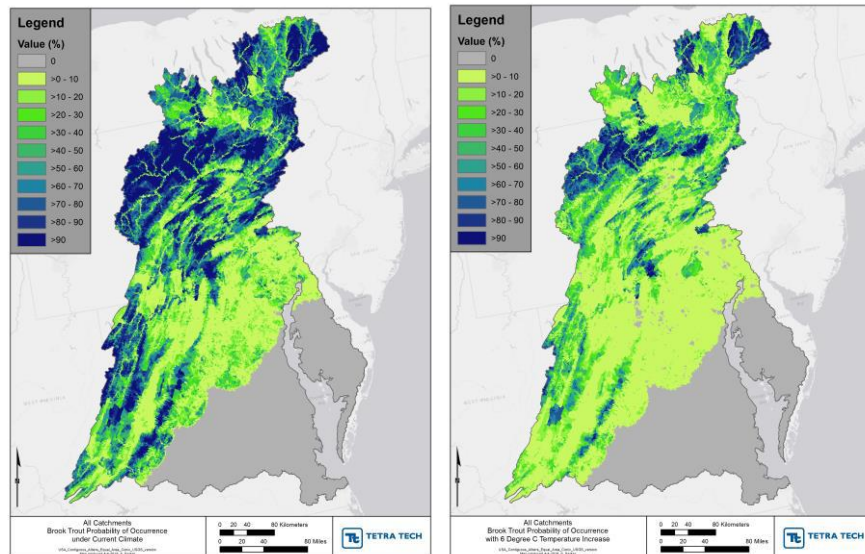 Legend
Value (%)
0
>0 - 10
>10 - 20
>20 - 30
>30 - 40
>40 - 50
>50 - 60
>60 - 70
>70 - 80
>80 - 90
>90
All Catchments
Brook Trout Probability of Occurrence
under Current Climate
0 20 40 80 Kilometers
0 20 40 80 Miles
Tt TETRA TECH
Legend
Value (%)
0
>0 - 10
>10 - 20
>20 - 30
>30 - 40
>40 - 50
>50 - 60
>60 - 70
>70 - 80
>80 - 90
>90
N
All Catchments
Brook Trout Probability of Occurrence
with 6 Degree C Temperature Increase
0 20 40 80 Kilometers
0 20 40 80 Miles
Tt TETRA TECH